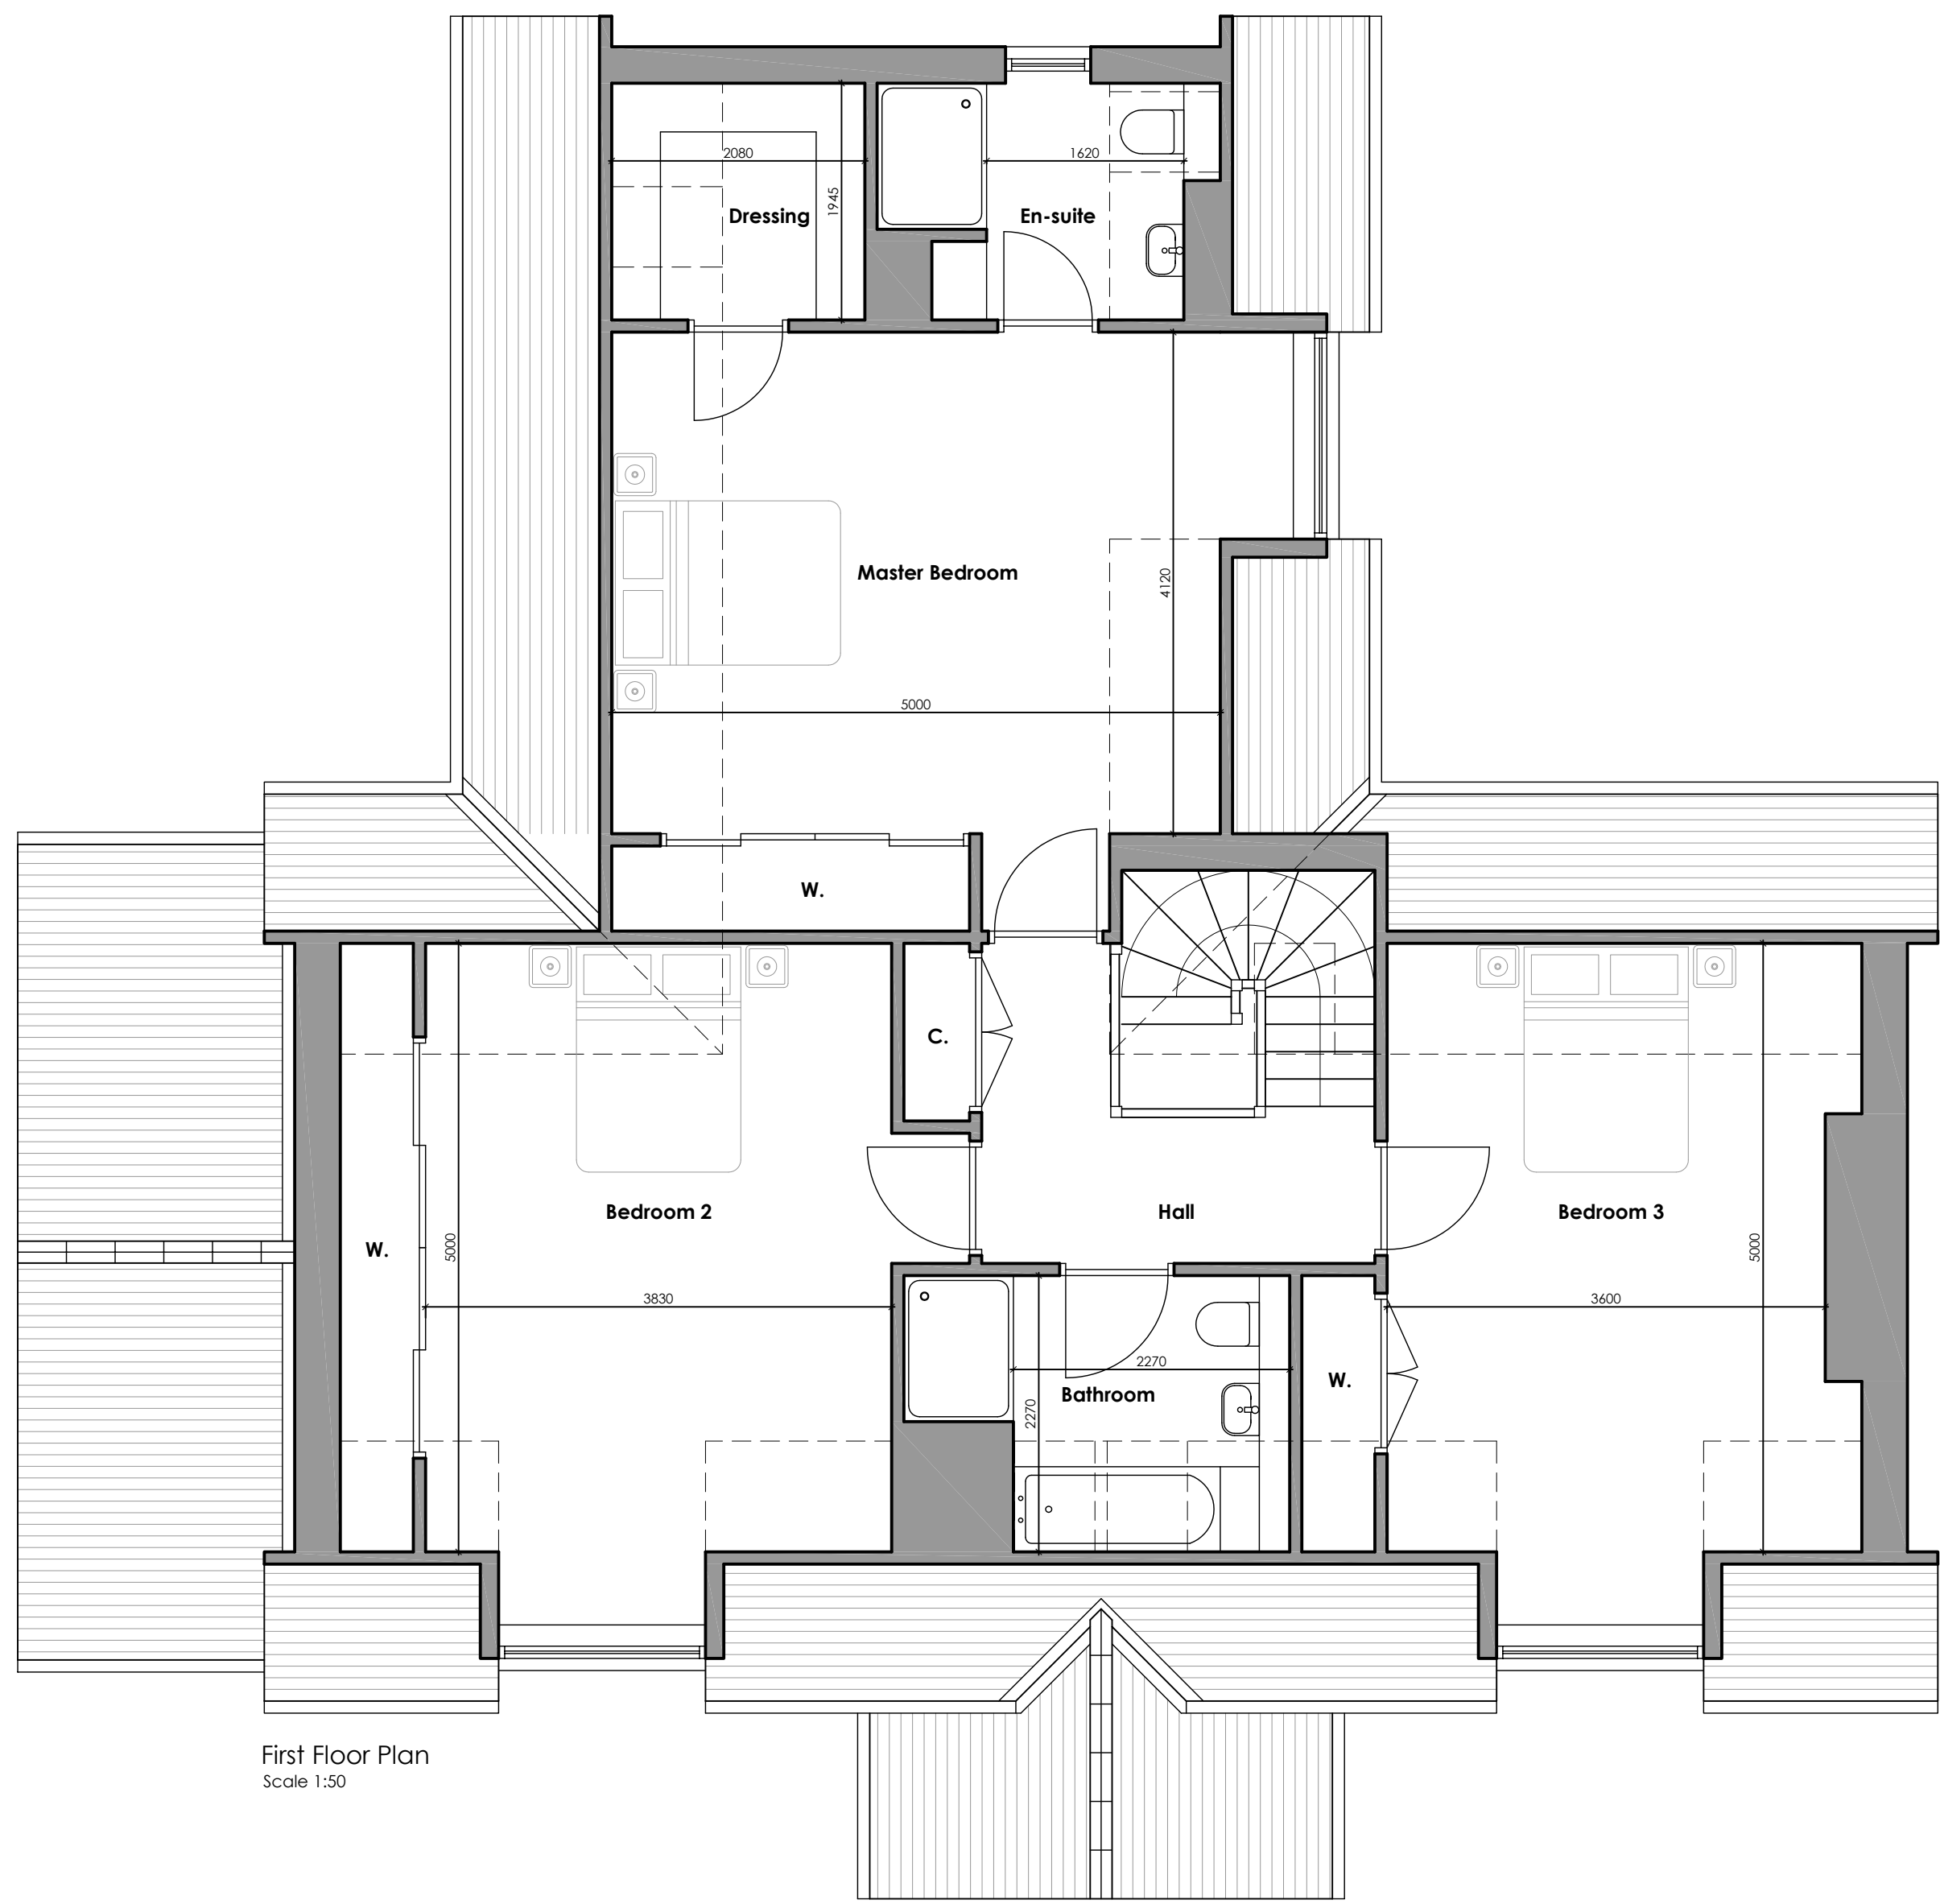 2080
1620
1945
Dressing
En-suite
Master Bedroom
4120
5000
W.
C.
Bedroom 2
Hall
Bedroom 3
W.
5000
5000
3830
3600
2270
Bathroom
W.
2270
First Floor Plan
Scale 1:50